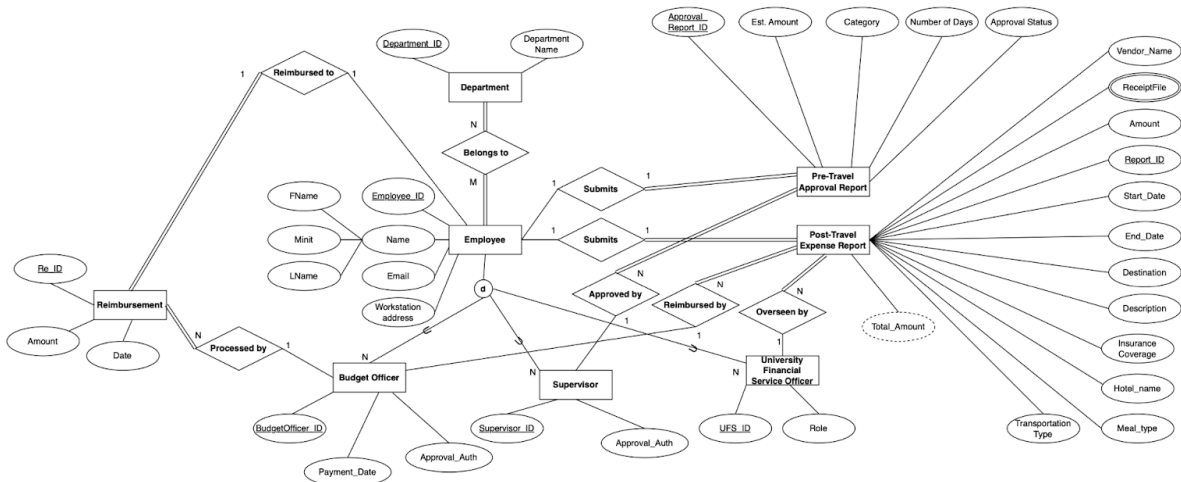 Approval_
Report_ID
Est. Amount
Category
Number of Days
Approval Status
Department_ID
Department
Name
Vendor_Name
Reimbursed to
1
1
Department
ReceiptFile
N
Amount
Belongs to
Report_ID
M
FName
Employee_ID
Submits
1
1
Pre-Travel
Approval Report
Start_Date
Minit
Name
Employee
Submits
1
1
Post-Travel
Expense Report
End_Date
LName
Email
Destination
Re_ID
d
N
N
N
Reimbursement
Workstation
address
Approved by
Reimbursed by
Overseen by
Description
Total_Amount
Amount
Date
N
Processed by
1
U
U
1
1
1
U
Insurance
Coverage
N
Budget Officer
N
Supervisor
N
University
Financial
Service Officer
Hotel_name
BudgetOfficer_ID
Supervisor_ID
UFS_ID
Role
Transportation
Type
Meal_type
Payment_Date
Approval_Auth
Approval_Auth